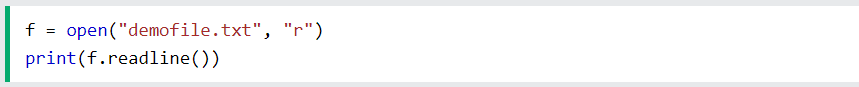 f = open("demofile.txt", "r")
print(f.readline())